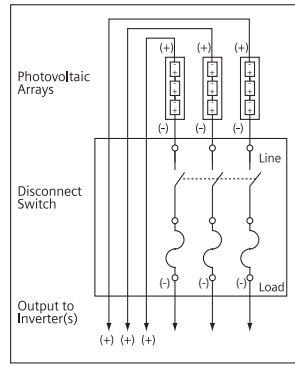 (+) (+) (+)
Photovoltaic
Arrays
- + - + - +
- + - + - +
- + - + - +
(-) (-) (-)
Line
Disconnect
Switch
(-) (-) (-)
Load
Output to
Inverter(s)
(+) (+) (+)